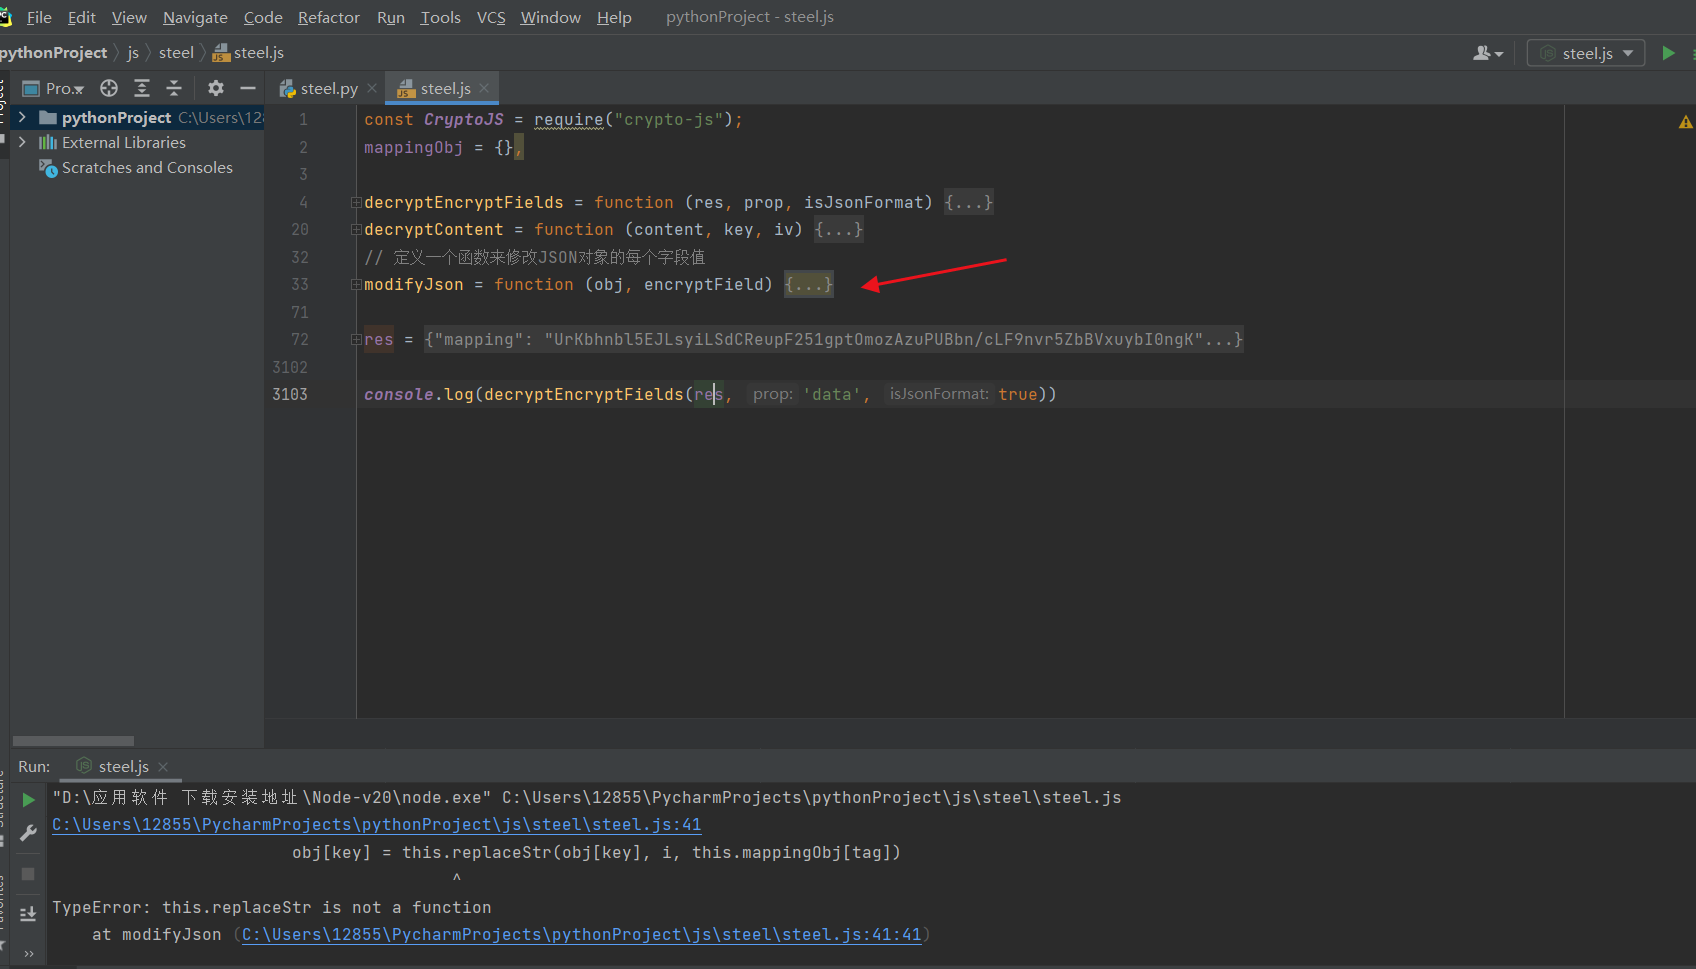 File Edit View Navigate Code Refactor Run Tools VCS Window Help pythonProject - steel.js
pythonProject js steel steel.js
steel.js
Pro...
steel.py
steel.js
pythonProject C:\Users\128
External Libraries
Scratches and Consoles
1 const CryptoJS = require("crypto-js");
2 mappingObj = {},
3
4 decryptEncryptFields = function (res, prop, isJsonFormat) {...}
20 decryptContent = function (content, key, iv) {...}
32 // 定义一个函数来修改JSON对象的每个字段值
33 modifyJson = function (obj, encryptField) {...}
71
72 res = {"mapping": "UrKbhnbl5EJLsyiLSdCReupF251gptOmozAzuPUBbn/cLF9nvr5ZbBVxuybI0ngK"...}
3102
3103 console.log(decryptEncryptFields(res, prop: 'data', isJsonFormat: true))
Run: steel.js
"D:\应用软件 下载安装地址\Node-v20\node.exe" C:\Users\12855\PycharmProjects\pythonProject\js\steel\steel.js
C:\Users\12855\PycharmProjects\pythonProject\js\steel\steel.js:41
obj[key] = this.replaceStr(obj[key], i, this.mappingObj[tag])
^
TypeError: this.replaceStr is not a function
at modifyJson (C:\Users\12855\PycharmProjects\pythonProject\js\steel\steel.js:41:41)